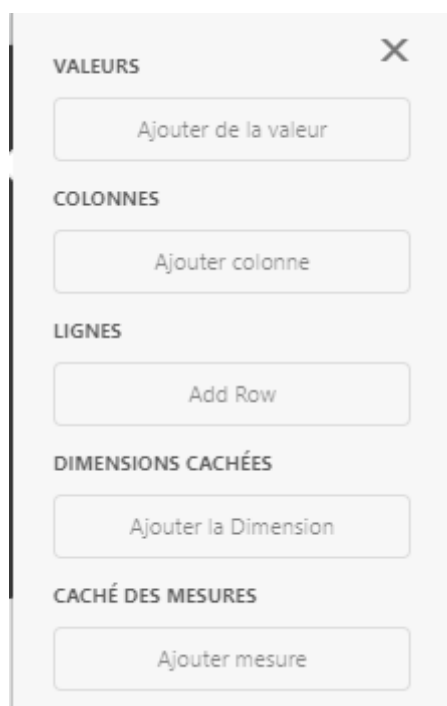 VALEURS
Ajouter de la valeur
COLONNES
Ajouter colonne
LIGNES
Add Row
DIMENSIONS CACHÉES
Ajouter la Dimension
CACHÉ DES MESURES
Ajouter mesure